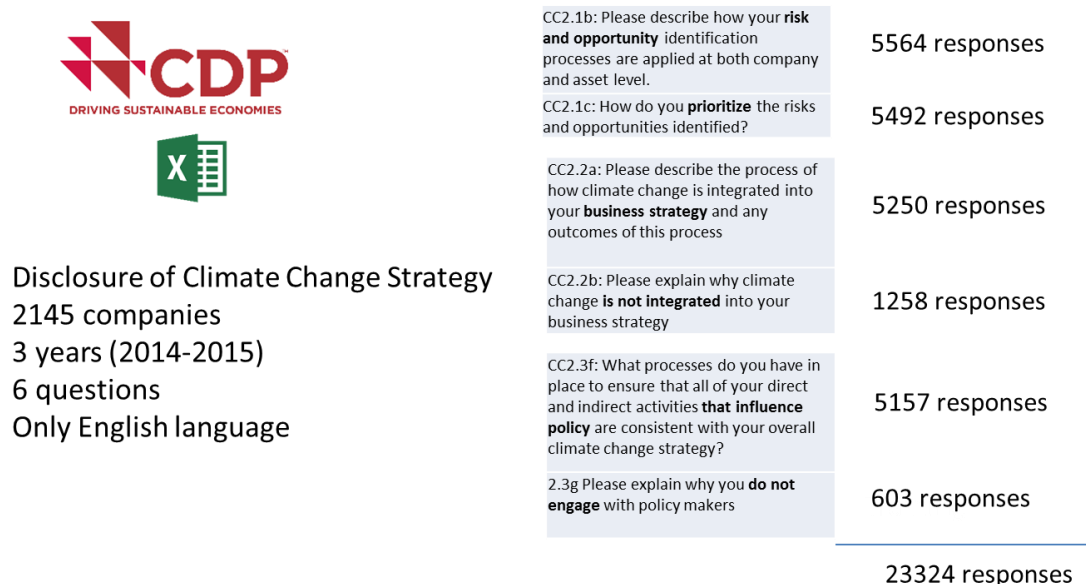 CDP
DRIVING SUSTAINABLE ECONOMIES
X
Disclosure of Climate Change Strategy
2145 companies
3 years (2014-2015)
6 questions
Only English language
CC2.1b: Please describe how your risk
and opportunity identification
processes are applied at both company
and asset level.
5564 responses
CC2.1c: How do you prioritize the risks
and opportunities identified?
5492 responses
CC2.2a: Please describe the process of
how climate change is integrated into
your business strategy and any
outcomes of this process
5250 responses
CC2.2b: Please explain why climate
change is not integrated into your
business strategy
1258 responses
CC2.3f: What processes do you have in
place to ensure that all of your direct
and indirect activities that influence
policy are consistent with your overall
climate change strategy?
5157 responses
2.3g Please explain why you do not
engage with policy makers
603 responses
23324 responses